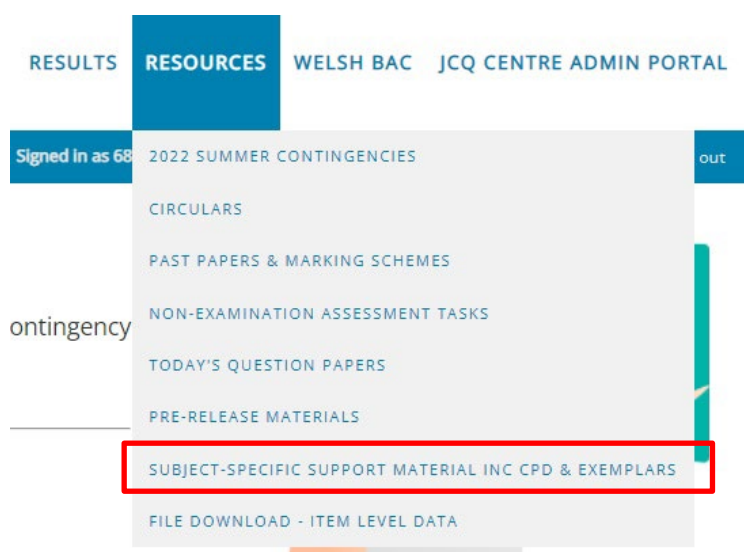 RESULTS RESOURCES WELSH BAC JCQ CENTRE ADMIN PORTAL
Signed in as 68 out
2022 SUMMER CONTINGENCIES
CIRCULARS
PAST PAPERS & MARKING SCHEMES
NON-EXAMINATION ASSESSMENT TASKS
ontingency
TODAY'S QUESTION PAPERS
PRE-RELEASE MATERIALS
SUBJECT-SPECIFIC SUPPORT MATERIAL INC CPD & EXEMPLARS
FILE DOWNLOAD - ITEM LEVEL DATA